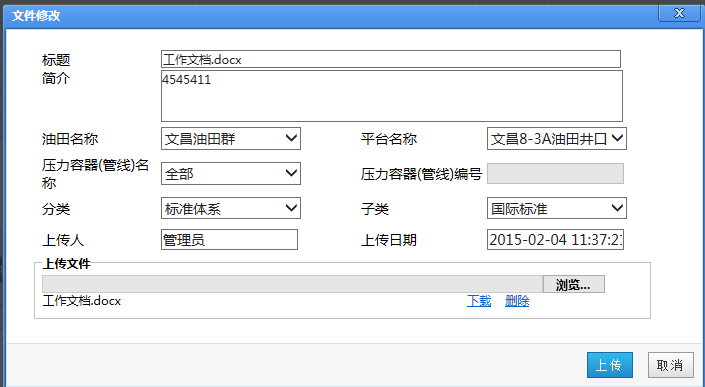 文件修改
标题 工作文档.docx
简介 4545411
油田名称 文昌油田群 平台名称 文昌8-3A油田井口
压力容器(管线)名
称 全部 压力容器(管线)编号
分类 标准体系 子类 国际标准
上传人 管理员 上传日期 2015-02-04 11:37:2
上传文件
浏览...
工作文档.docx 下载 删除
上传 取消